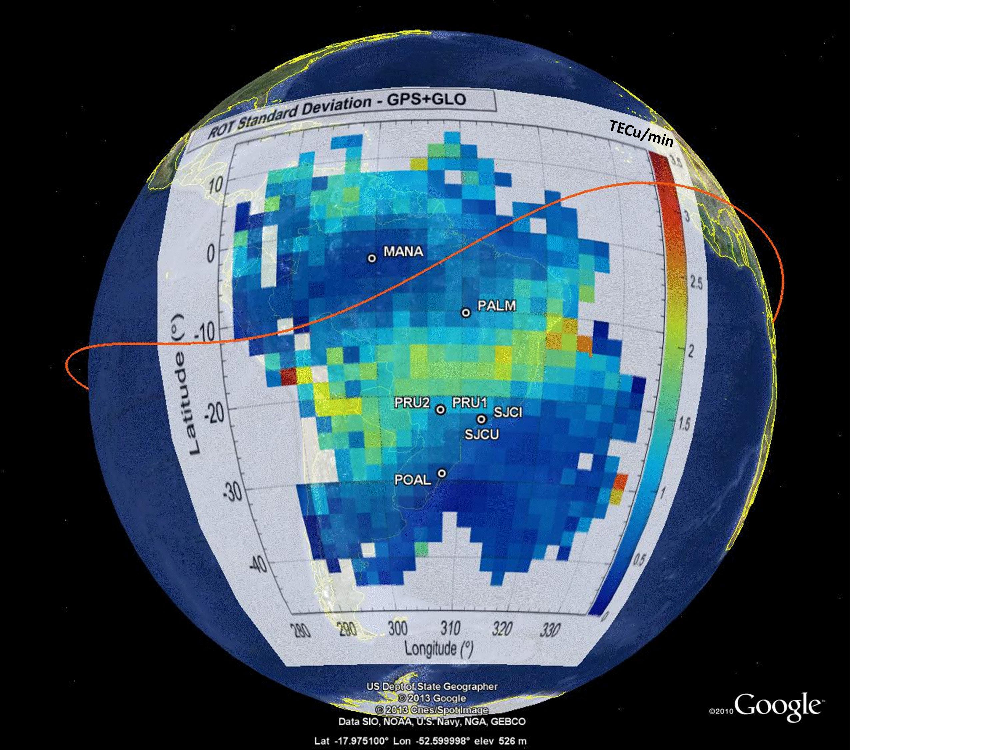 ROT Standard Deviation - GPS+GLO
TECu/min
3.5
3
2.5
2
1.5
1
0.5
0
10
0
-10
-20
-30
-40
Latitude (º)
MANA
PALM
PRU2 PRU1
SJCI
SJCU
POAL
280 290 300 310 320 330
Longitude (º)
US Dept of State Geographer
© 2013 Google
© 2013 Cnes/Spot Image
Data SIO, NOAA, U.S. Navy, NGA, GEBCO
Lat -17.975100° Lon -52.599998° elev 526 m
©2010 Google™